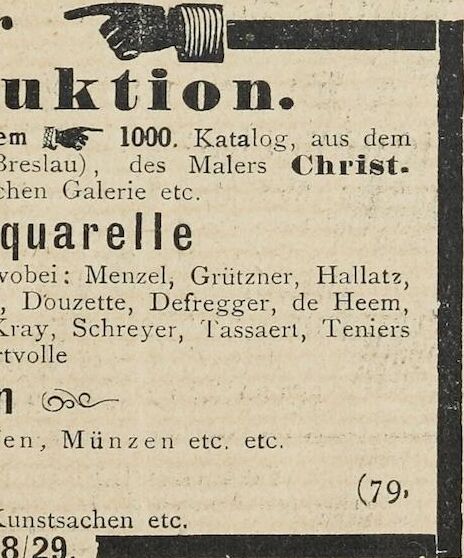 r
uktion.
em 1000. Katalog, aus dem
Breslau), des Malers Christ-
chen Galerie etc.
quarelle
wobei: Menzel, Grützner, Hallatz,
, Douzette, Defregger, de Heem,
Kray, Schreyer, Tassaert, Teniers
rtvolle
n
en, Münzen etc. etc.
(79,
Kunstsachen etc.
8/29.